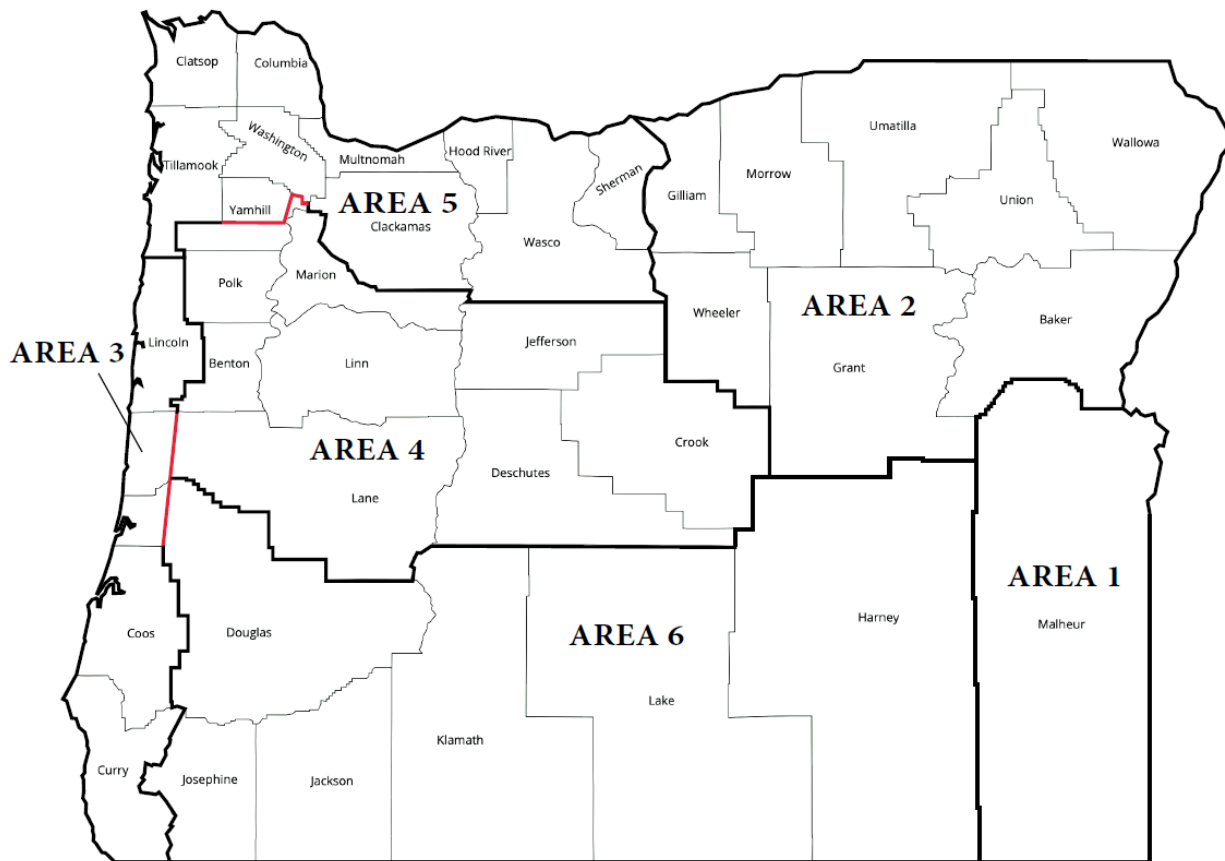 Clatsop
Columbia
Washington
Tillamook
Multnomah
Hood River
Sherman
Gilliam
Morrow
Umatilla
Wallowa
Union
Yamhill
AREA 5
Clackamas
Wasco
Polk
Marion
Wheeler
AREA 2
Baker
Lincoln
AREA 3
Benton
Linn
Jefferson
Grant
AREA 4
Lane
Deschutes
Crook
AREA 1
Malheur
Coos
Douglas
AREA 6
Harney
Lake
Curry
Josephine
Jackson
Klamath